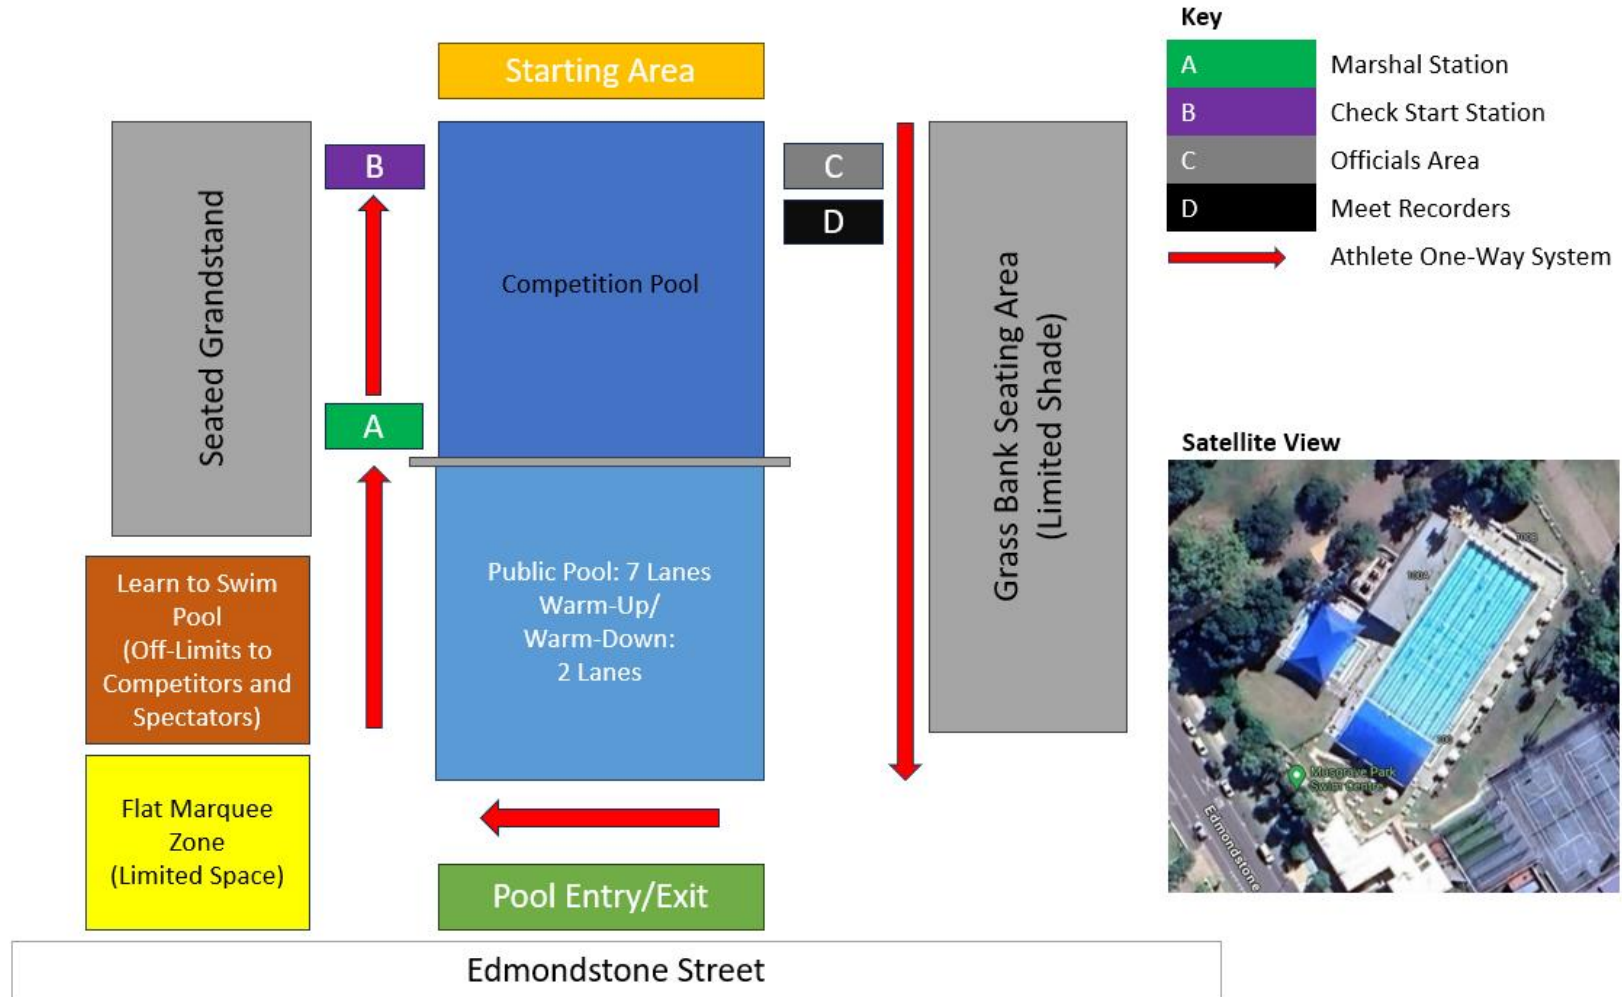 Starting Area
Seated Grandstand
B
A
Competition Pool
C
D
Grass Bank Seating Area
(Limited Shade)
Public Pool: 7 Lanes
Warm-Up/
Warm-Down:
2 Lanes
Learn to Swim
Pool
(Off-Limits to
Competitors and
Spectators)
Flat Marquee
Zone
(Limited Space)
Pool Entry/Exit
Edmondstone Street
Key
A Marshal Station
B Check Start Station
C Officials Area
D Meet Recorders
Athlete One-Way System
Satellite View
Musgrave Park
Swim Centre
Edmondstone